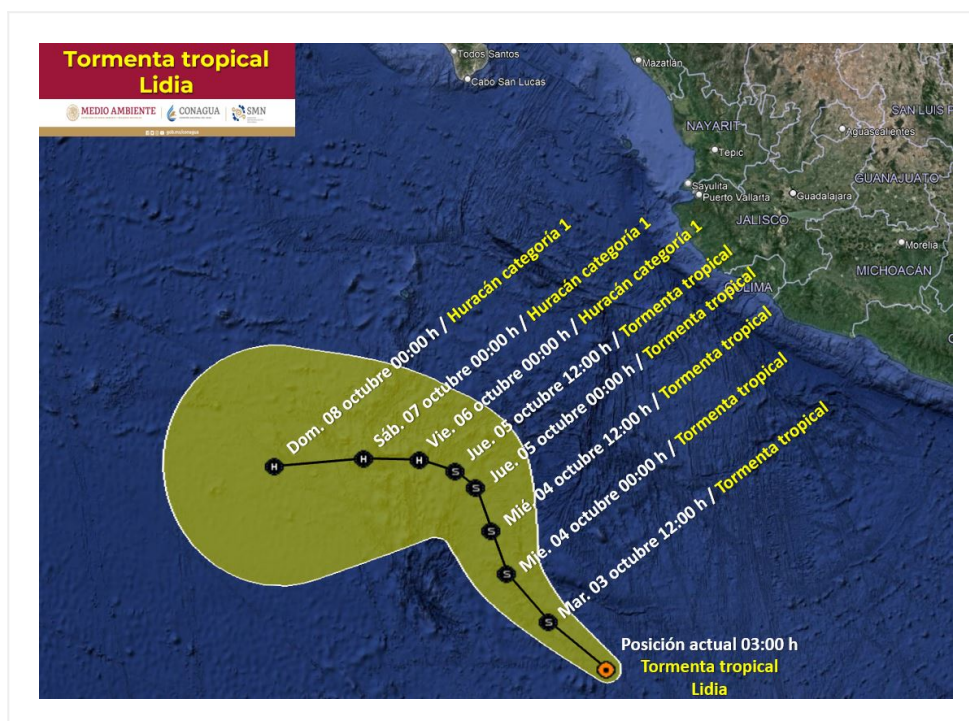 Tormenta tropical
Lidia
MEDIO AMBIENTE
CONAGUA
SMN
Todos Santos
Cabo San Lucas
Mazatlán
SAN LUIS P
NAYARIT
Aguascalientes
Tepic
GUANAJUATO
Sayulita
Puerto Vallarta
Guadalajara
JALISCO
Morelia
MICHOACÁN
COLIMA
Dom. 08 octubre 00:00 h / Huracán categoría 1
Sáb. 07 octubre 00:00 h / Huracán categoría 1
Vie. 06 octubre 00:00 h / Huracán categoría 1
Jue. 05 octubre 12:00 h / Tormenta tropical
Jue. 05 octubre 00:00 h / Tormenta tropical
Mié. 04 octubre 12:00 h / Tormenta tropical
Mie. 04 octubre 00:00 h / Tormenta tropical
Mar. 03 octubre 12:00 h / Tormenta tropical
H
H
H
S
S
S
S
S
Posición actual 03:00 h
Tormenta tropical
Lidia